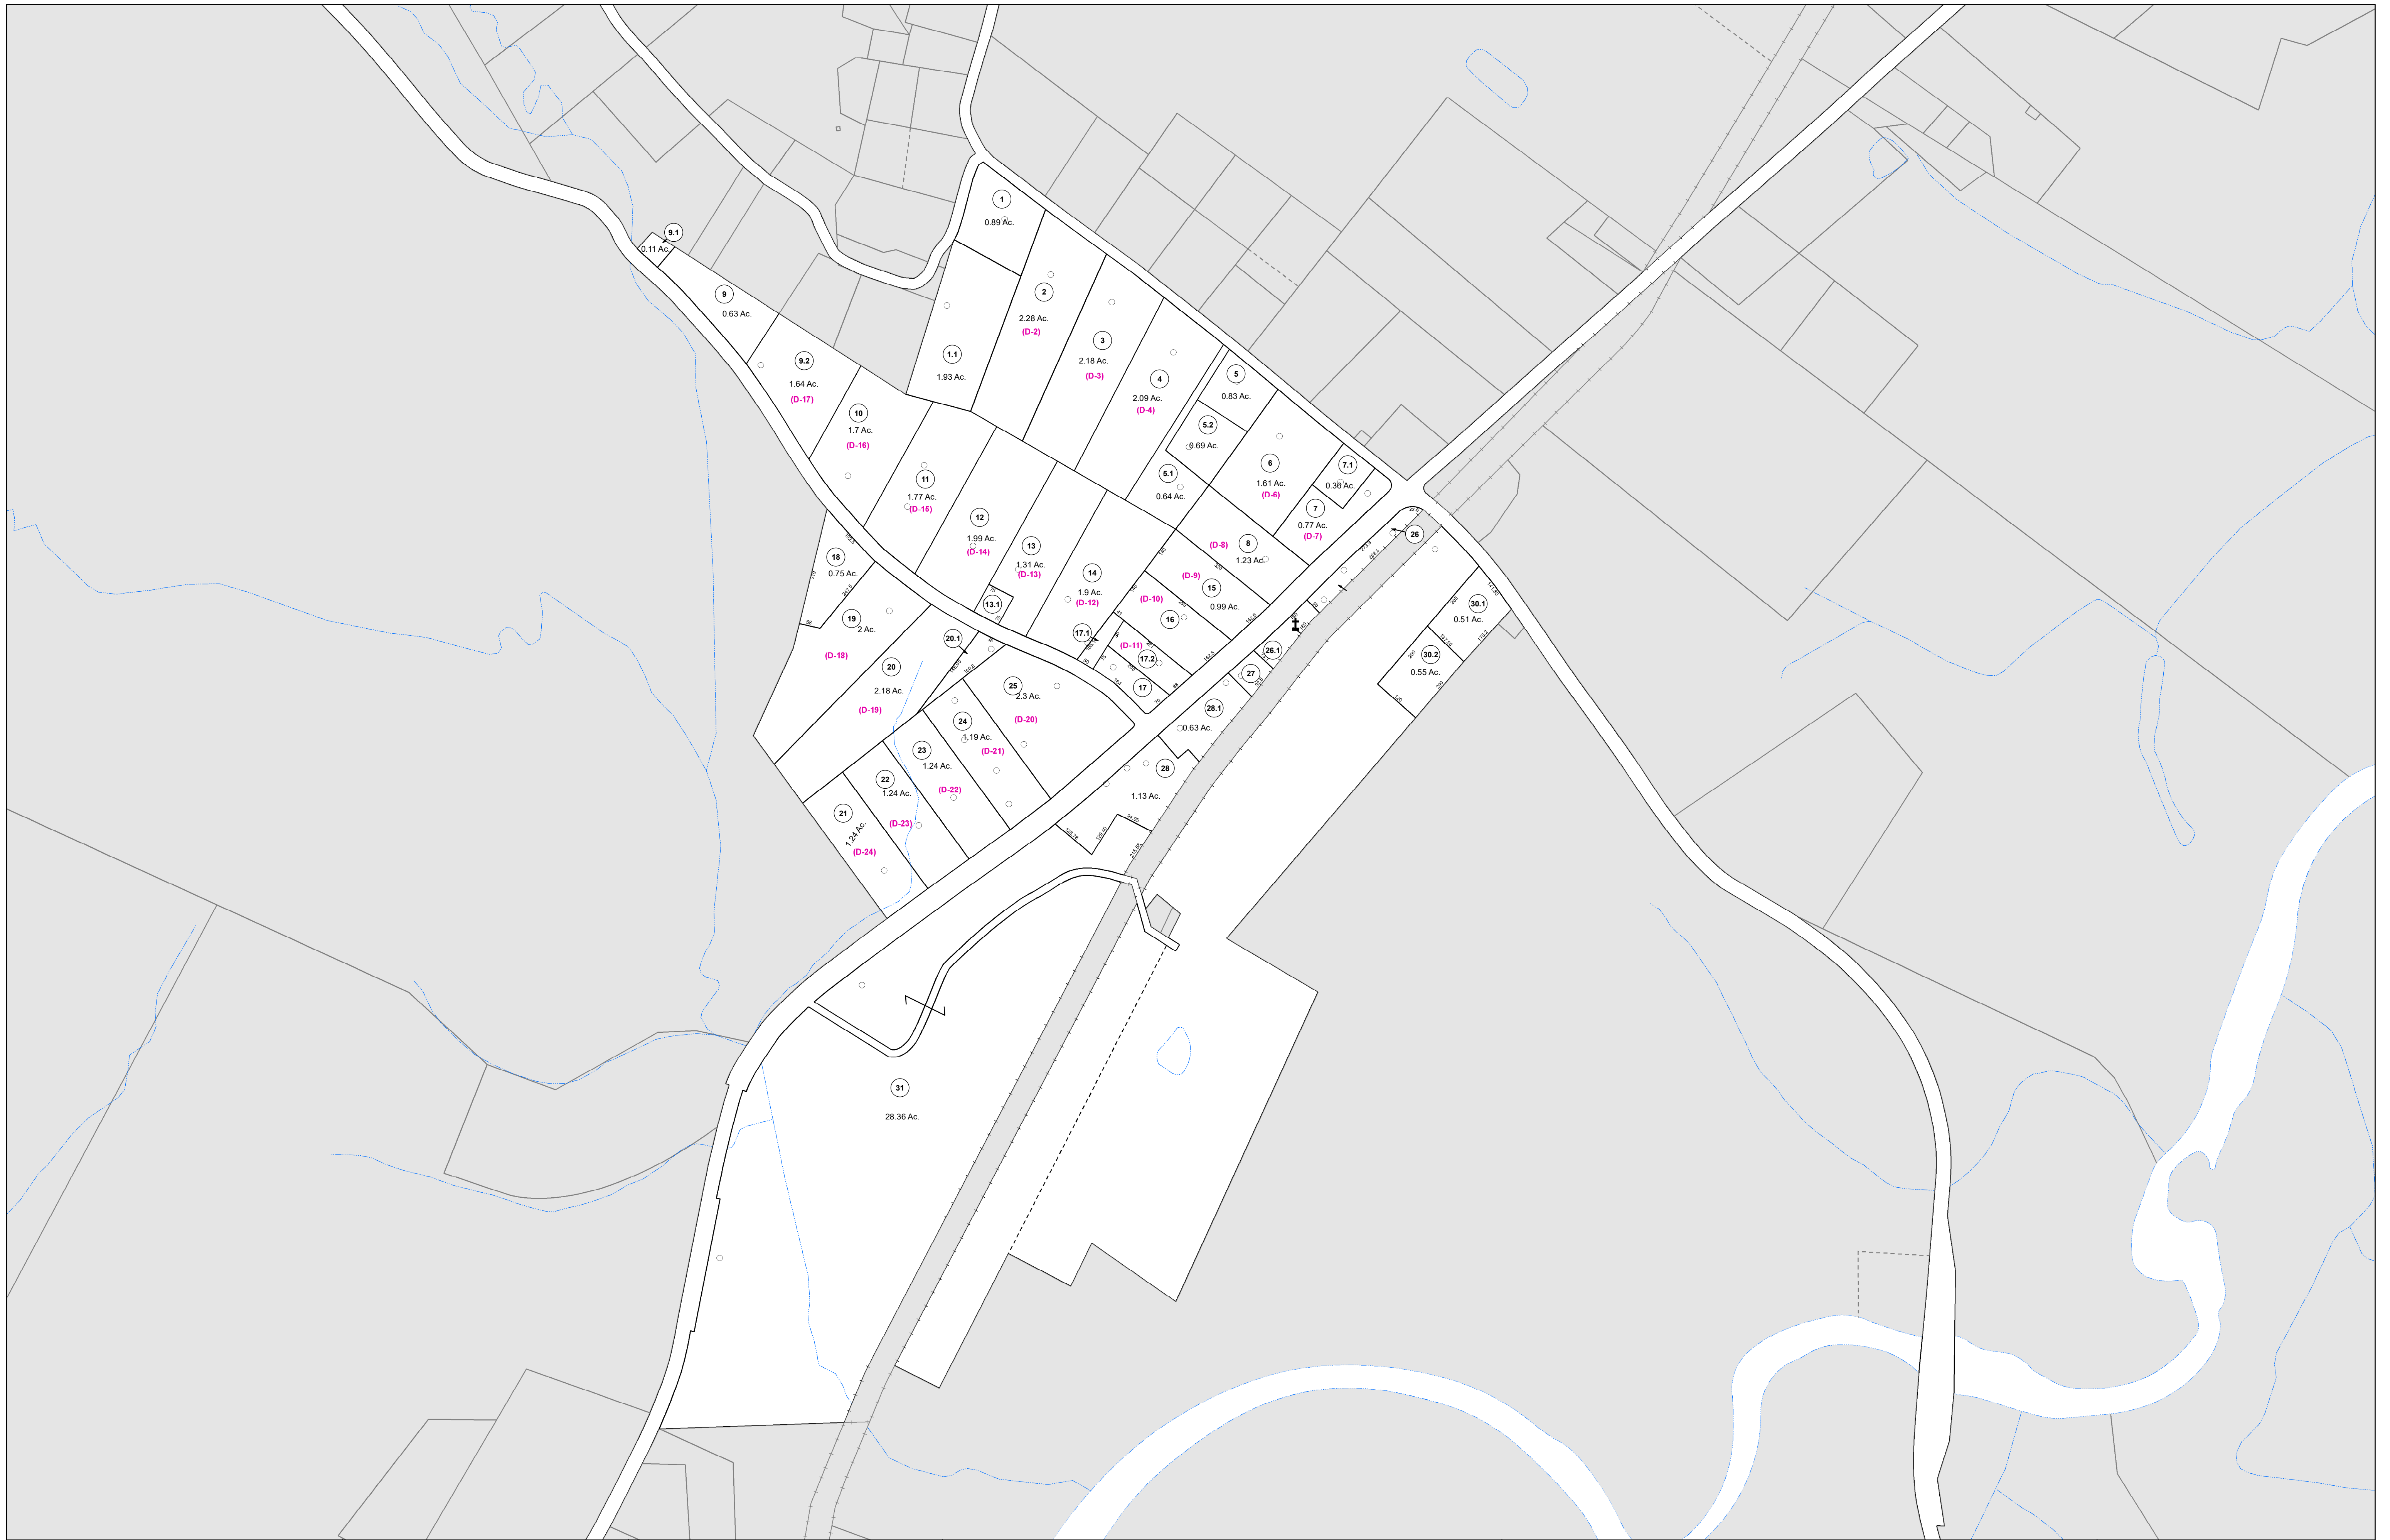 1
0.89 Ac.
9.1
0.11 Ac.
9
0.63 Ac.
2
2.28 Ac.
(D-2)
3
2.18 Ac.
(D-3)
1.1
1.93 Ac.
9.2
1.64 Ac.
(D-17)
4
2.09 Ac.
(D-4)
5
0.83 Ac.
5.2
0.69 Ac.
10
1.7 Ac.
(D-16)
6
1.61 Ac.
(D-6)
7.1
0.36 Ac.
5.1
0.64 Ac.
11
1.77 Ac.
(D-15)
7
0.77 Ac.
(D-7)
12
1.99 Ac.
(D-14)
13
1.31 Ac.
(D-13)
(D-8)
8
1.23 Ac.
26
18
0.75 Ac.
14
1.9 Ac.
(D-12)
(D-9)
15
0.99 Ac.
(D-10)
16
13.1
30.1
0.51 Ac.
19
2 Ac.
(D-18)
20.1
17.1
(D-11)
17.2
26.1
30.2
0.55 Ac.
20
2.18 Ac.
(D-19)
25
2.3 Ac.
(D-20)
17
27
28.1
0.63 Ac.
24
1.19 Ac.
(D-21)
23
1.24 Ac.
(D-22)
22
1.24 Ac.
(D-23)
28
1.13 Ac.
21
1.24 Ac.
(D-24)
200
200
200
120
58
31
28.36 Ac.